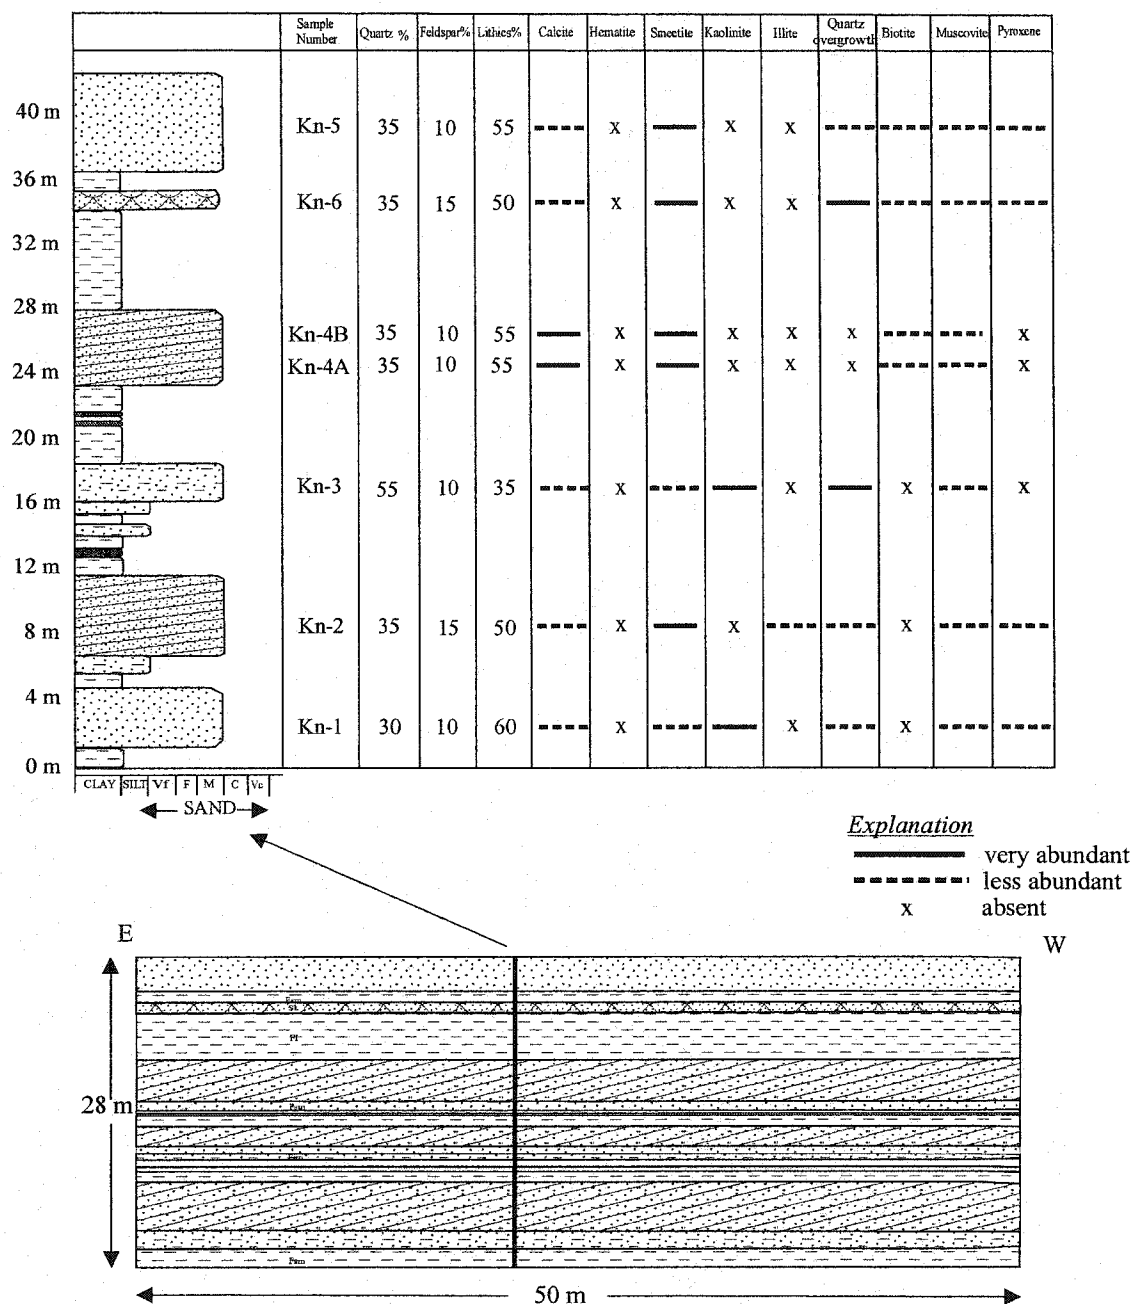 Sample Number Quartz % Feldspar% Lithics% Calcite Hematite Smectite Kaolinite Illite Quartz overgrowth Biotite Muscovite Pyroxene
40 m
Kn-5 35 10 55 x x x
36 m
Kn-6 35 15 50 x x x
32 m
28 m
Kn-4B 35 10 55 x x x x x
24 m
Kn-4A 35 10 55 x x x x x
20 m
16 m
Kn-3 55 10 35 x x x x
12 m
8 m
Kn-2 35 15 50 x x x
4 m
Kn-1 30 10 60 x x x
0 m
CLAY SILT Vf F M C Vc
SAND
Explanation
very abundant
less abundant
x absent
E W
Pl
28 m
50 m